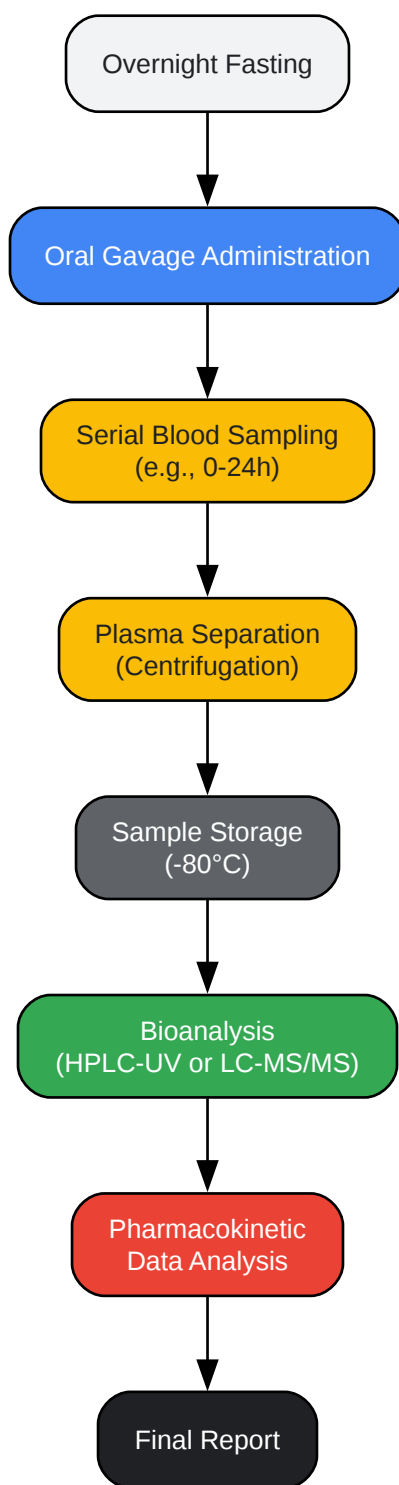 Overnight Fasting
Oral Gavage Administration
Serial Blood Sampling
(e.g., 0-24h)
Plasma Separation
(Centrifugation)
Sample Storage
(-80°C)
Bioanalysis
(HPLC-UV or LC-MS/MS)
Pharmacokinetic
Data Analysis
Final Report